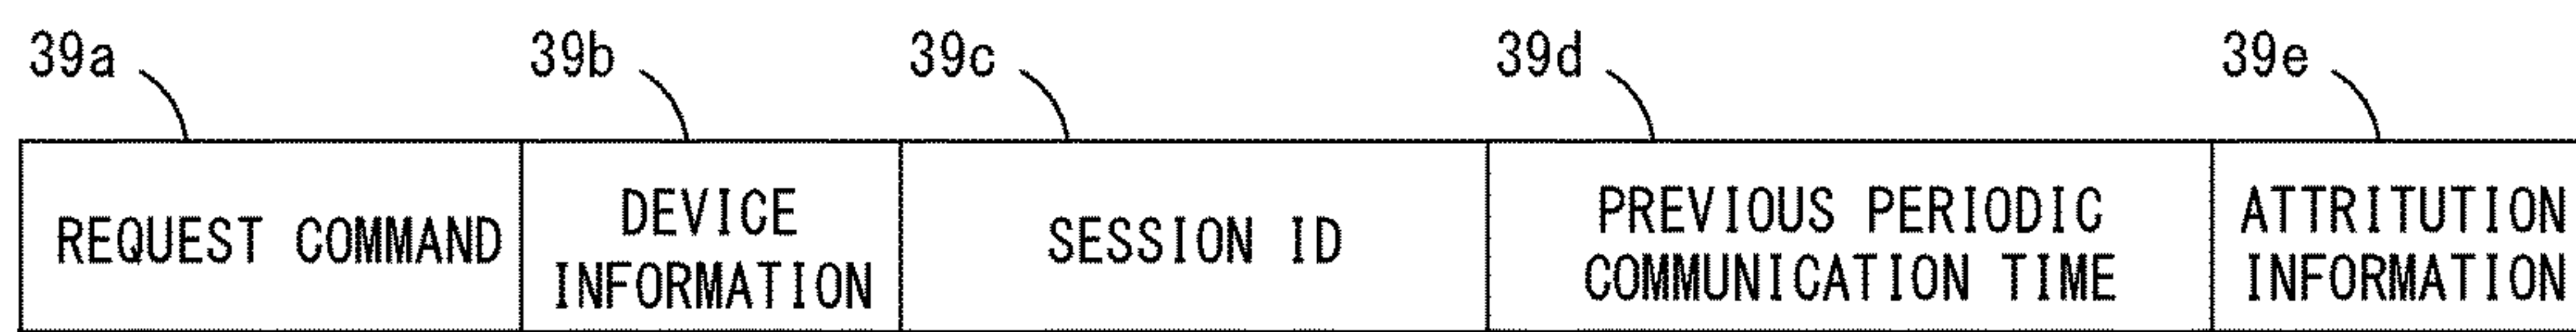 39a 39b 39c 39d 39e
REQUEST COMMAND
DEVICE
INFORMATION
SESSION ID
PREVIOUS PERIODIC
COMMUNICATION TIME
ATTRITUTION
INFORMATION